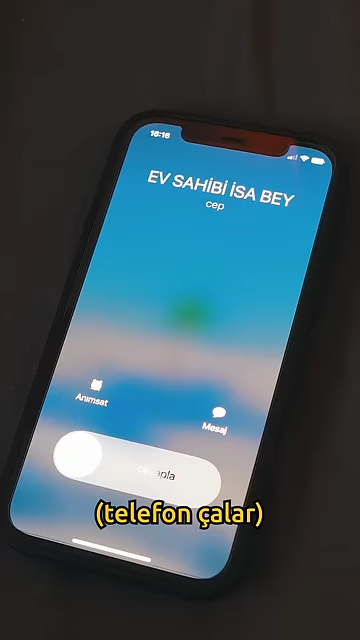 16:16
EV SAHİBİ İSA BEY
cep
Anımsat
Mesaj
(telefon çalar)